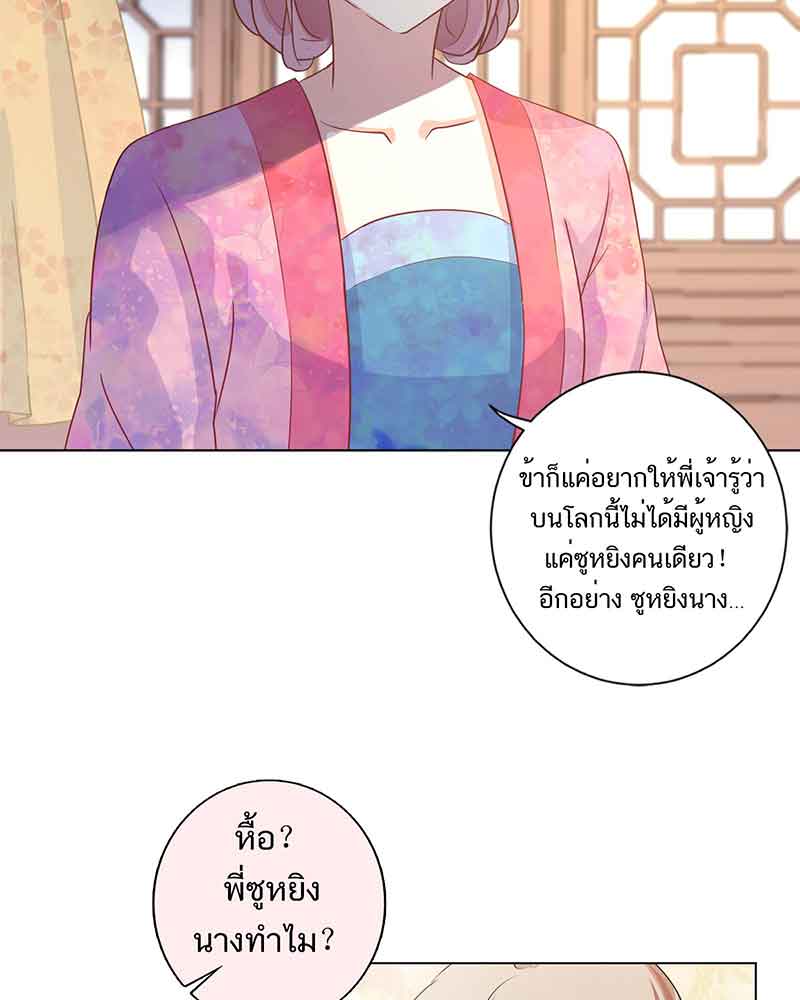 ข้าก็แค่อยากให้พี่เจ้ารู้ว่า
บนโลกนี้ไม่ได้มีผู้หญิง
แค่ซูหยิงคนเดียว!
อีกอย่าง ซูหยิงนาง...
หื้อ?
พี่ซูหยิง
นางทำไม?